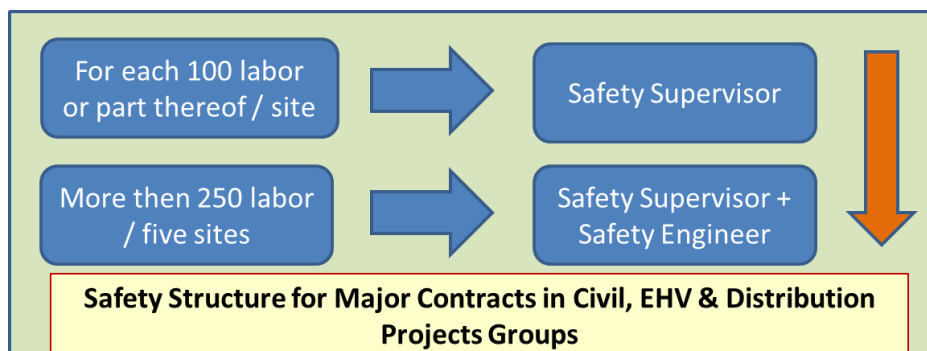 For each 100 labor
or part thereof / site
Safety Supervisor
More then 250 labor
/ five sites
Safety Supervisor +
Safety Engineer
Safety Structure for Major Contracts in Civil, EHV & Distribution
Projects Groups